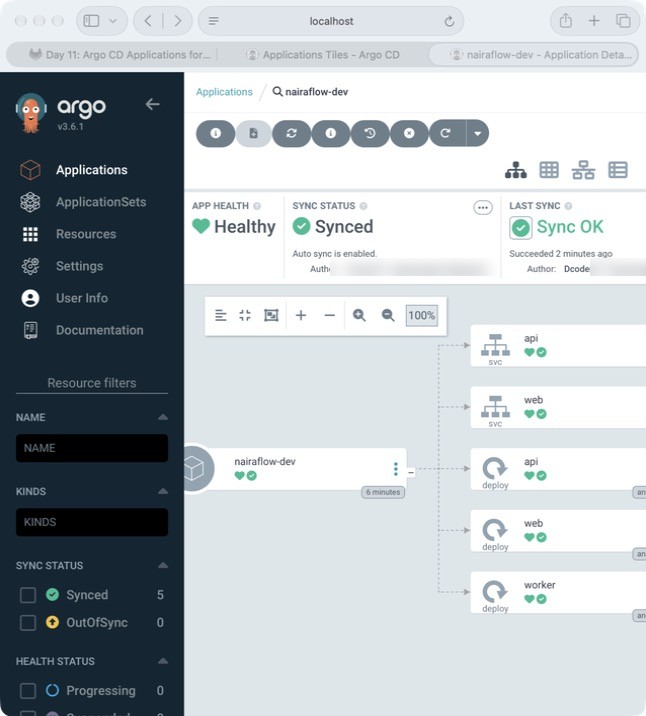 localhost
Day 11: Argo CD Applications for...
Applications Tiles - Argo CD
nairaflow-dev - Application Deta...
argo
v3.6.1
Applications
ApplicationSets
Resources
Settings
User Info
Documentation
Resource filters
NAME
NAME
KINDS
KINDS
SYNC STATUS
Synced 5
OutOfSync 0
HEALTH STATUS
Progressing 0
Applications / nairaflow-dev
APP HEALTH
Healthy
SYNC STATUS
Synced
Auto sync is enabled.
LAST SYNC
Sync OK
Succeeded 2 minutes ago
Author: Dcode
100%
nairaflow-dev
6 minutes
api
svc
web
svc
api
deploy
web
deploy
worker
deploy